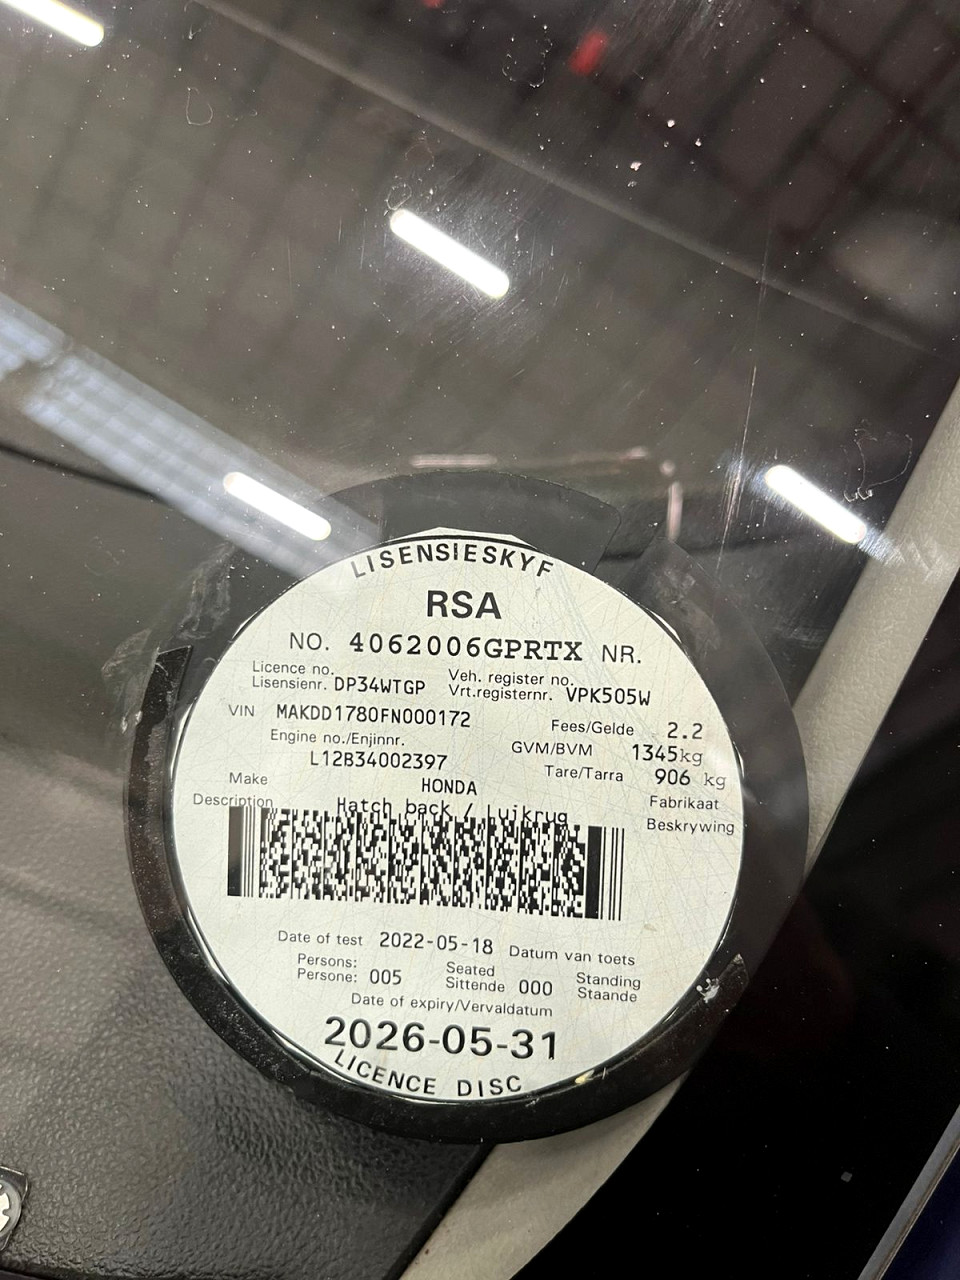 LISENSIESKYF
RSA
NO. 4062006GPRTX NR.
Licence no. Veh. register no.
Lisensienr. DP34WTGP Vrt.registernr. VPK505W
VIN MAKDD1780FN000172 Fees/Gelde 2.2
Engine no./Enjinnr. GVM/BVM 1345kg
L12B34002397 Tare/Tarra 906 kg
Make HONDA Fabrikaat
Description Hatch back / Luikrug Beskrywing
Date of test 2022-05-18 Datum van toets
Persons: Seated Standing
Persone: 005 Sittende 000 Staande
Date of expiry/Vervaldatum
2026-05-31
LICENCE DISC